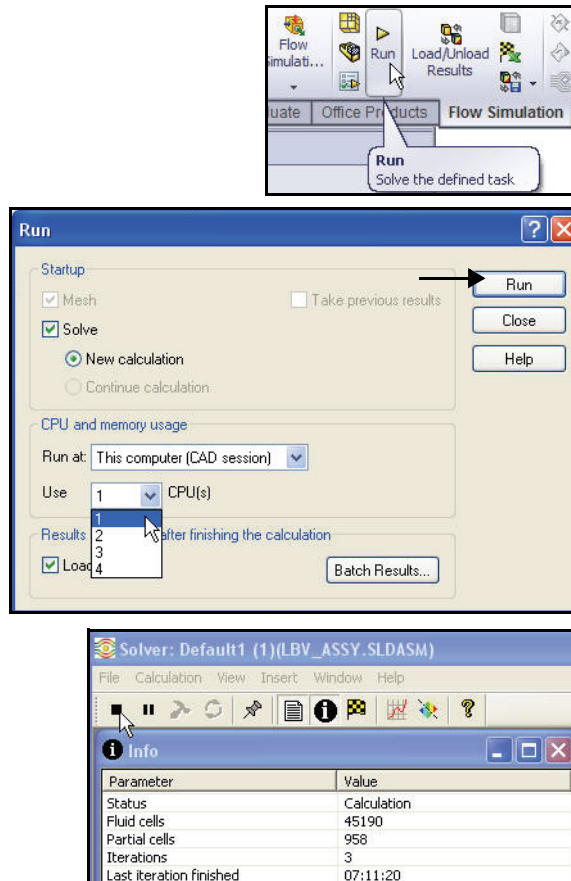 Flow
Simulati...
Run
Load/Unload
Results
uate
Office Products
Flow Simulation
Run
Solve the defined task
Run
Startup
Mesh
Take previous results
Solve
New calculation
Continue calculation
Run
Close
Help
CPU and memory usage
Run at: This computer (CAD session)
Use 1 CPU(s)
1
2
3
4
Results after finishing the calculation
Batch Results...
Solver: Default1 (1)(LBV_ASSY.SLDASM)
File Calculation View Insert Window Help
Info
Parameter Value
Status Calculation
Fluid cells 45190
Partial cells 958
Iterations 3
Last iteration finished 07:11:20